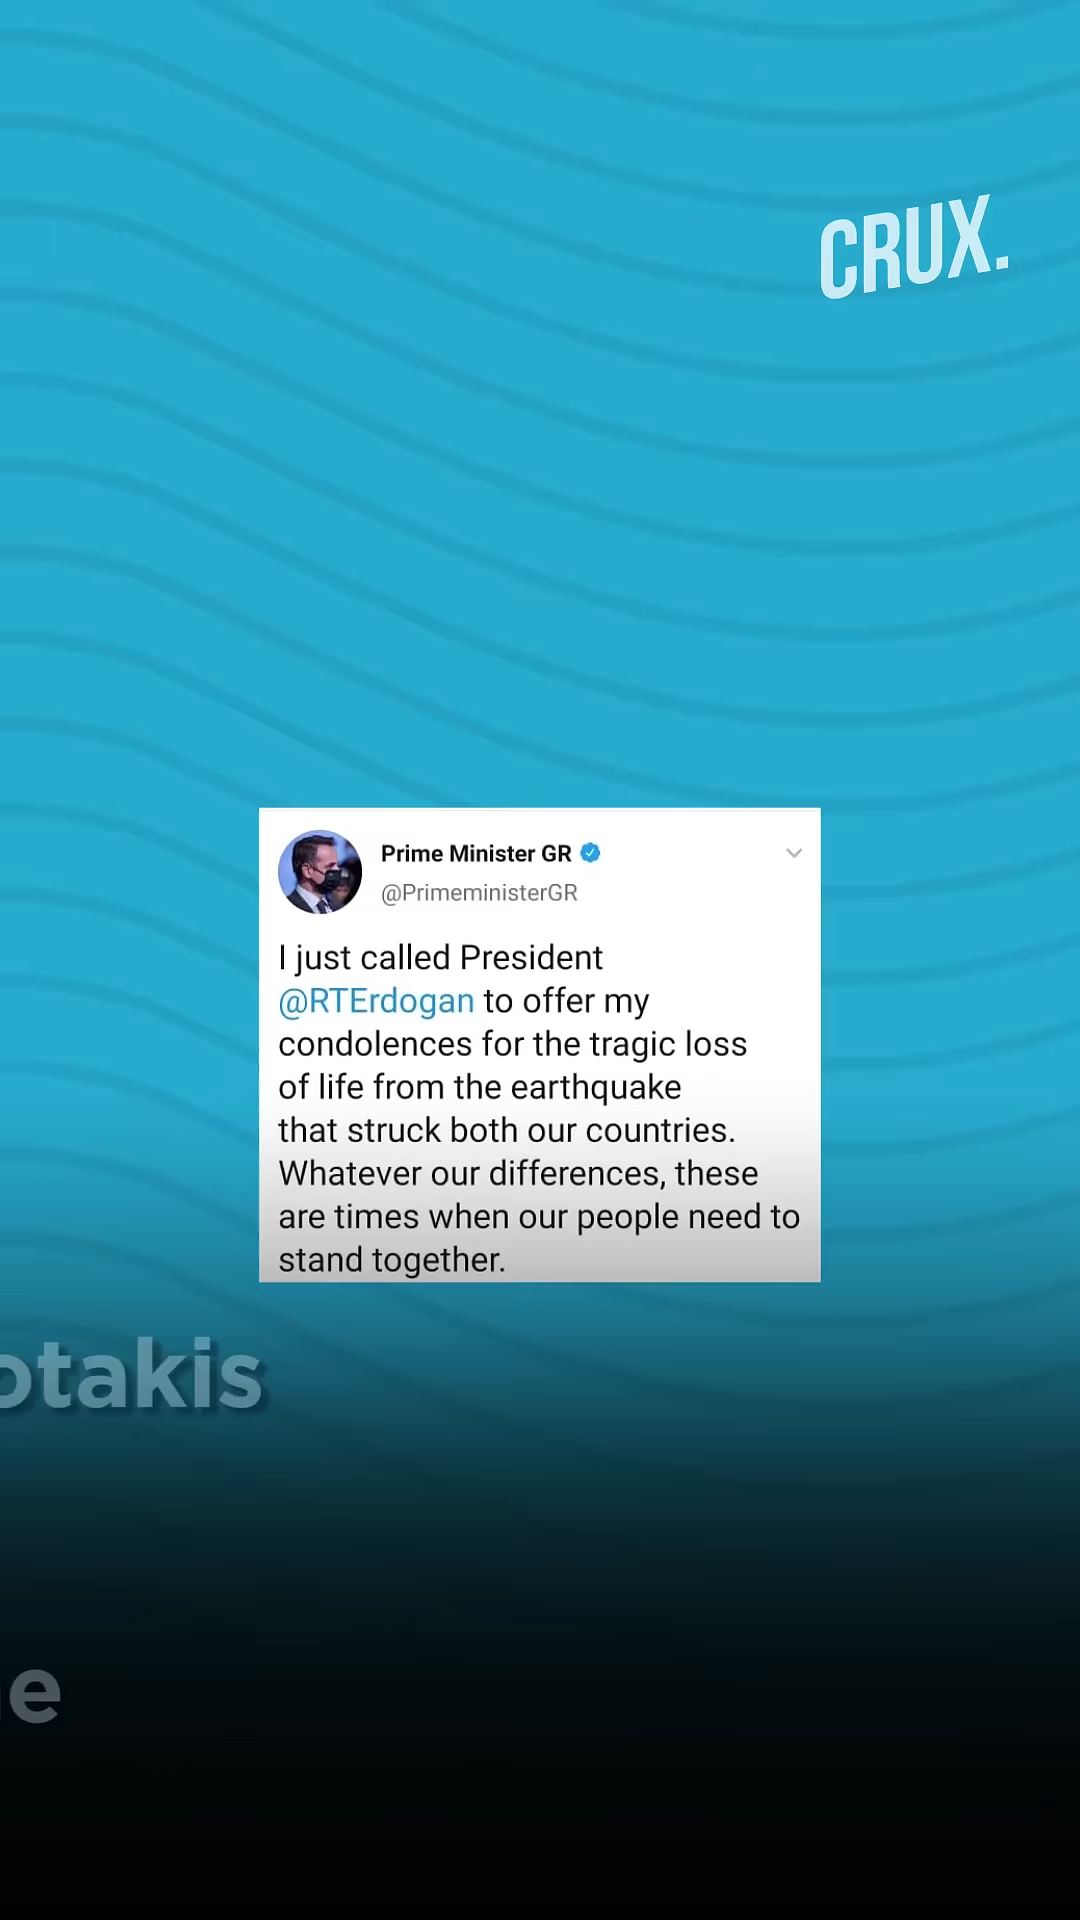 CRUX.
Prime Minister GR
@PrimeministerGR
I just called President
@RTErdogan to offer my
condolences for the tragic loss
of life from the earthquake
that struck both our countries.
Whatever our differences, these
are times when our people need to
stand together.
otakis
e